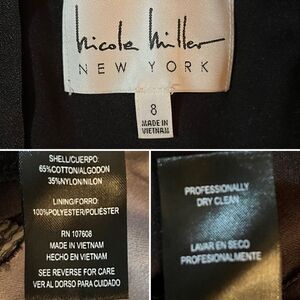 Nicole Miller
NEW YORK
8
MADE IN
VIETNAM
SHELL/CUERPO:
65%COTTON/ALGODON
35%NYLON/NILON
LINING/FORRO:
100%POLYESTER/POLIÉSTER
RN 107608
MADE IN VIETNAM
HECHO EN VIETNAM
SEE REVERSE FOR CARE
VER AL DORSO PARA CUIDADO
PROFESSIONALLY
DRY CLEAN
LAVAR EN SECO
PROFESIONALMENTE